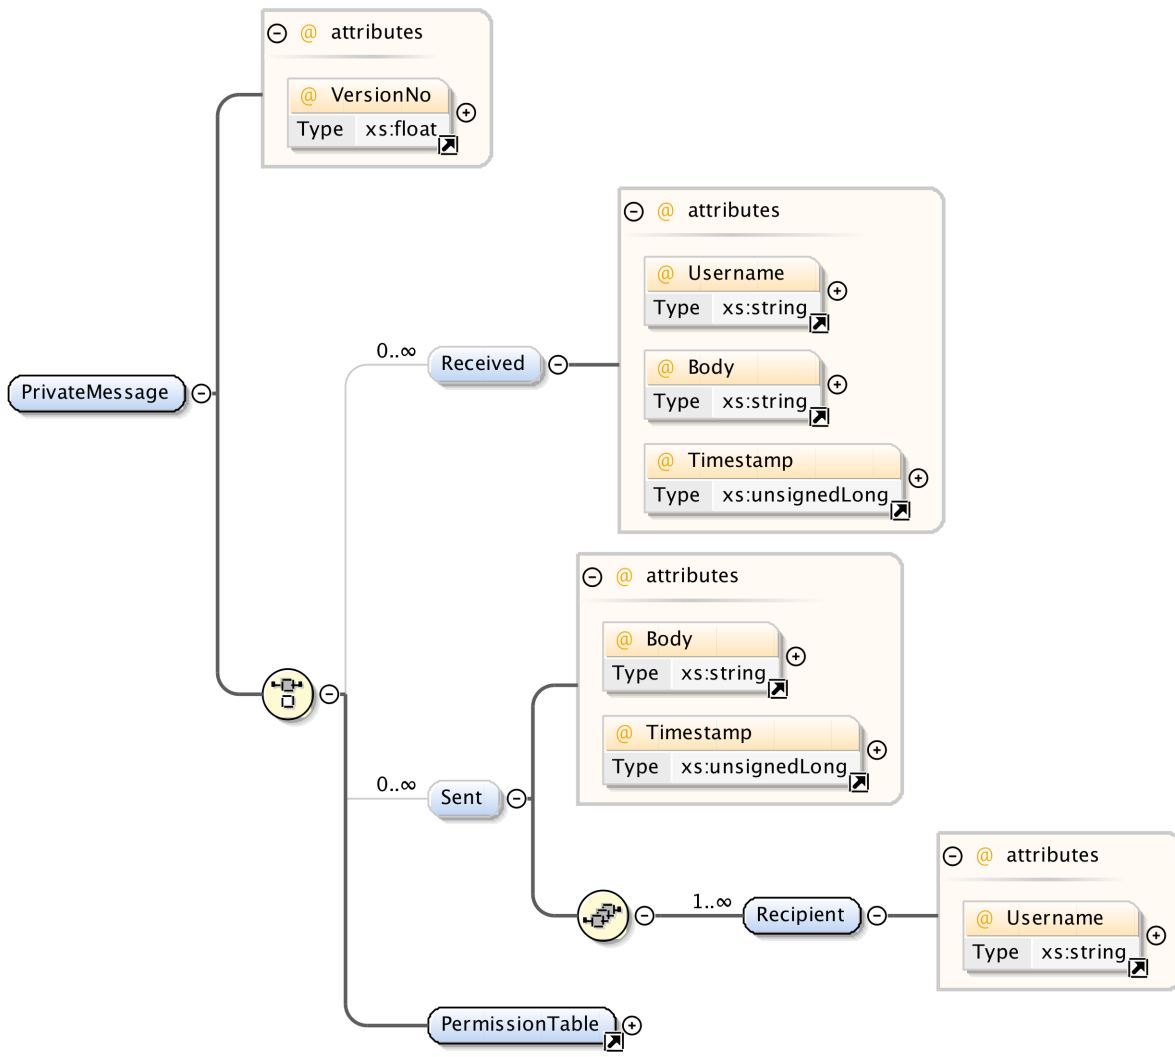 @ attributes
@ VersionNo
Type xs:float
@ attributes
@ Username
Type xs:string
0..∞
Received
@ Body
Type xs:string
PrivateMessage
@ Timestamp
Type xs:unsignedLong
@ attributes
@ Body
Type xs:string
@ Timestamp
Type xs:unsignedLong
0..∞
Sent
@ attributes
1..∞
Recipient
@ Username
Type xs:string
PermissionTable